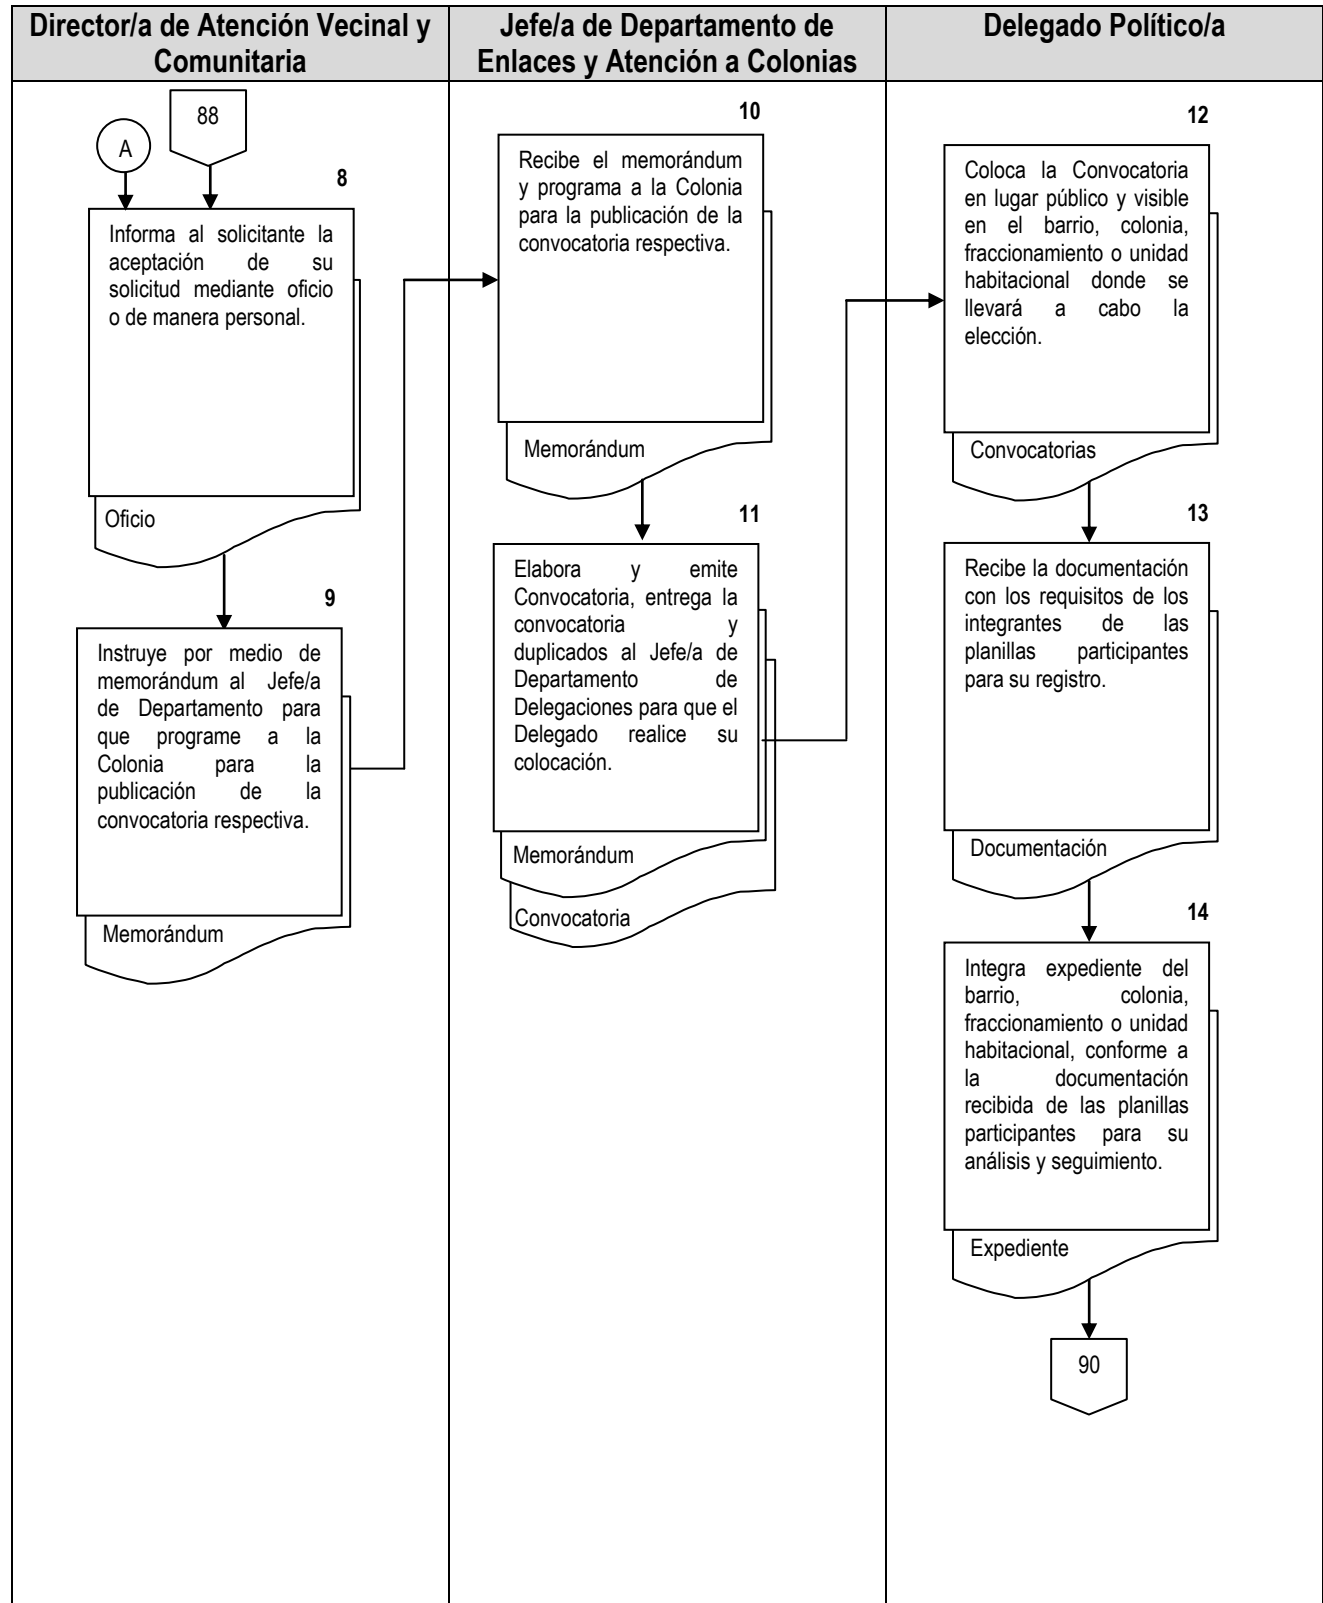 Director/a de Atención Vecinal y
Comunitaria
Jefe/a de Departamento de
Enlaces y Atención a Colonias
Delegado Político/a
A
88
8
Informa al solicitante la
aceptación de su
solicitud mediante oficio
o de manera personal.
Oficio
9
Instruye por medio de
memorándum al Jefe/a
de Departamento para
que programe a la
Colonia para la
publicación de la
convocatoria respectiva.
Memorándum
10
Recibe el memorándum
y programa a la Colonia
para la publicación de la
convocatoria respectiva.
Memorándum
11
Elabora y emite
Convocatoria, entrega la
convocatoria y
duplicados al Jefe/a de
Departamento de
Delegaciones para que el
Delegado realice su
colocación.
Memorándum
Convocatoria
12
Coloca la Convocatoria
en lugar público y visible
en el barrio, colonia,
fraccionamiento o unidad
habitacional donde se
llevará a cabo la
elección.
Convocatorias
13
Recibe la documentación
con los requisitos de los
integrantes de las
planillas participantes
para su registro.
Documentación
14
Integra expediente del
barrio, colonia,
fraccionamiento o unidad
habitacional, conforme a
la documentación
recibida de las planillas
participantes para su
análisis y seguimiento.
Expediente
90